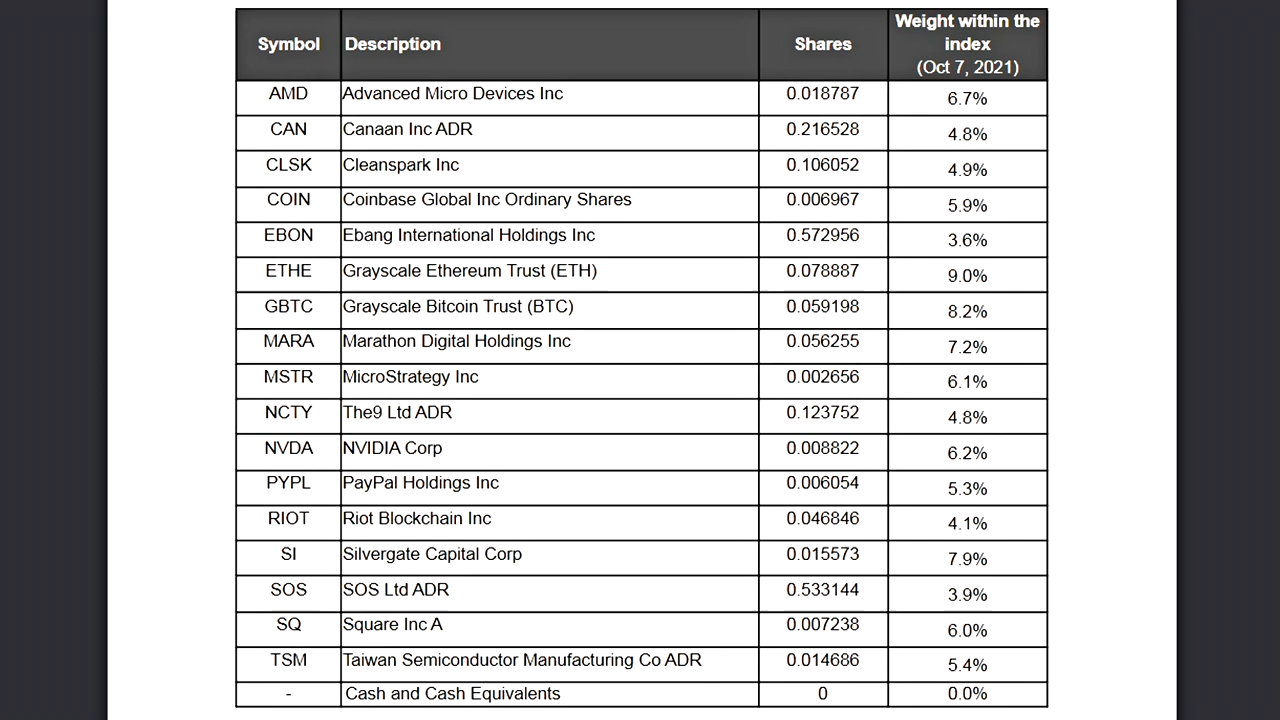 Symbol Description Shares Weight within the
index
(Oct 7, 2021)
AMD Advanced Micro Devices Inc 0.018787 6.7%
CAN Canaan Inc ADR 0.216528 4.8%
CLSK Cleanspark Inc 0.106052 4.9%
COIN Coinbase Global Inc Ordinary Shares 0.006967 5.9%
EBON Ebang International Holdings Inc 0.572956 3.6%
ETHE Grayscale Ethereum Trust (ETH) 0.078887 9.0%
GBTC Grayscale Bitcoin Trust (BTC) 0.059198 8.2%
MARA Marathon Digital Holdings Inc 0.056255 7.2%
MSTR MicroStrategy Inc 0.002656 6.1%
NCTY The9 Ltd ADR 0.123752 4.8%
NVDA NVIDIA Corp 0.008822 6.2%
PYPL PayPal Holdings Inc 0.006054 5.3%
RIOT Riot Blockchain Inc 0.046846 4.1%
SI Silvergate Capital Corp 0.015573 7.9%
SOS SOS Ltd ADR 0.533144 3.9%
SQ Square Inc A 0.007238 6.0%
TSM Taiwan Semiconductor Manufacturing Co ADR 0.014686 5.4%
- Cash and Cash Equivalents 0 0.0%